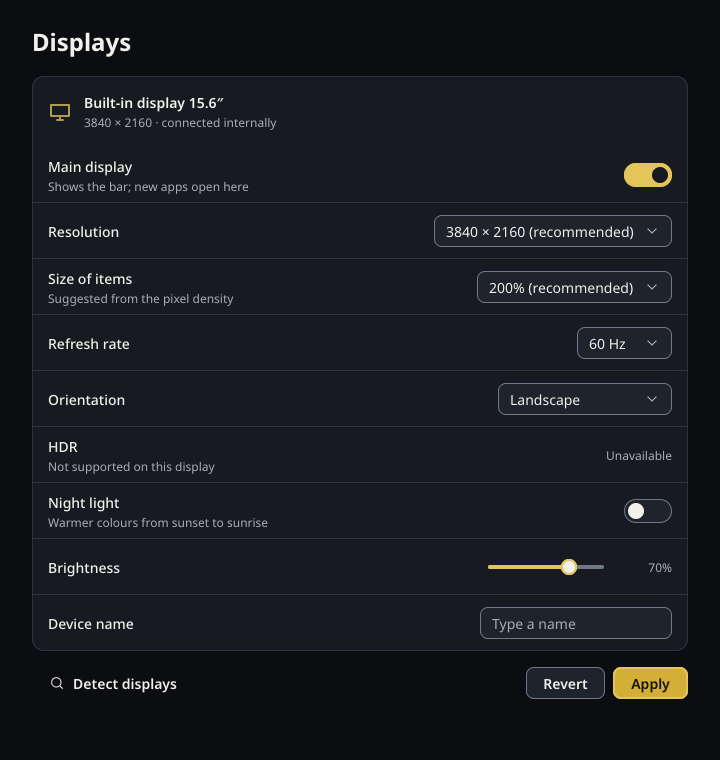 Displays
Built-in display 15.6″
3840 × 2160 · connected internally
Main display
Shows the bar; new apps open here
Resolution
3840 × 2160 (recommended)
Size of items
Suggested from the pixel density
200% (recommended)
Refresh rate
60 Hz
Orientation
Landscape
HDR
Not supported on this display
Unavailable
Night light
Warmer colours from sunset to sunrise
Brightness
70%
Device name
Type a name
Detect displays
Revert
Apply